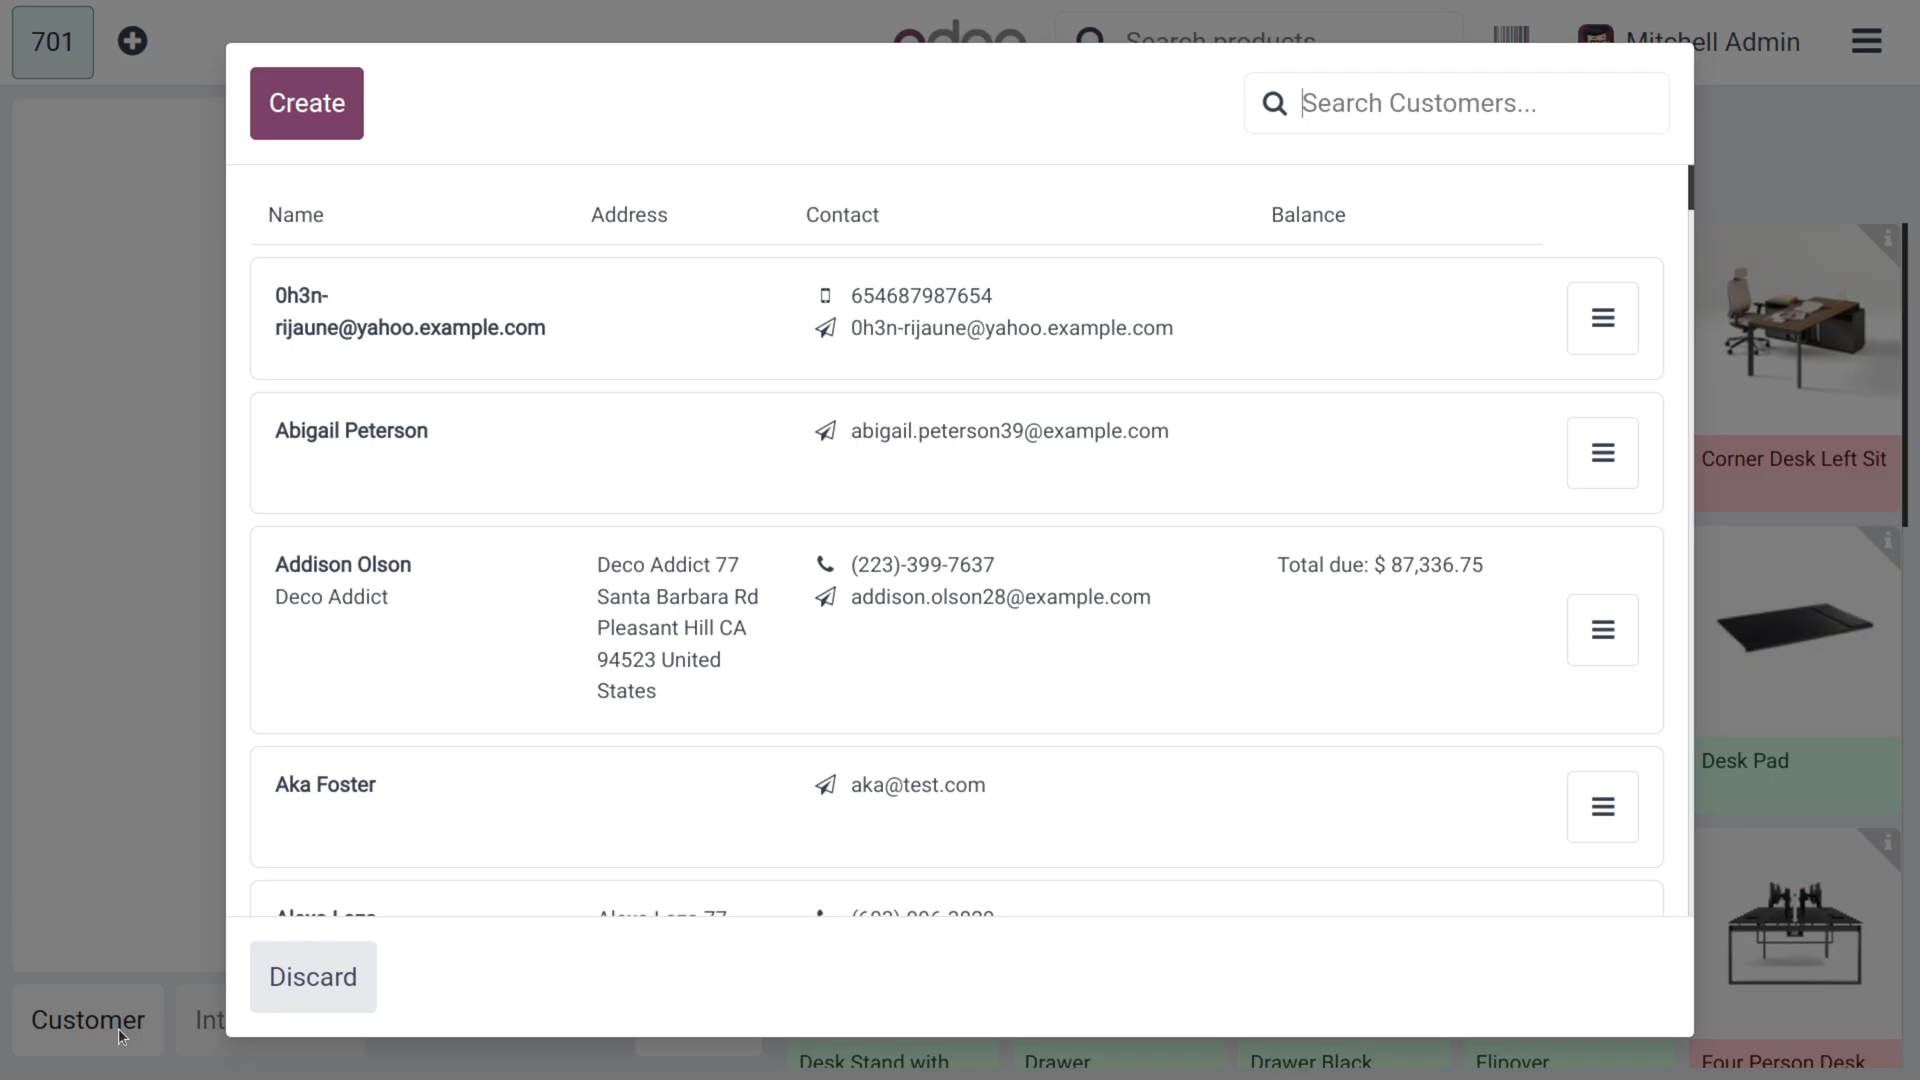 701
odoo
Search products
Mitchell Admin
Create
Search Customers...
Name
Address
Contact
Balance
0h3n-
rijaune@yahoo.example.com
654687987654
0h3n-rijaune@yahoo.example.com
Abigail Peterson
abigail.peterson39@example.com
Addison Olson
Deco Addict
Deco Addict 77
Santa Barbara Rd
Pleasant Hill CA
94523 United
States
(223)-399-7637
addison.olson28@example.com
Total due: $ 87,336.75
Aka Foster
aka@test.com
Discard
Corner Desk Left Sit
Desk Pad
Customer
Int
Desk Stand with
Drawer
Drawer Black
Flipover
Four Person Desk